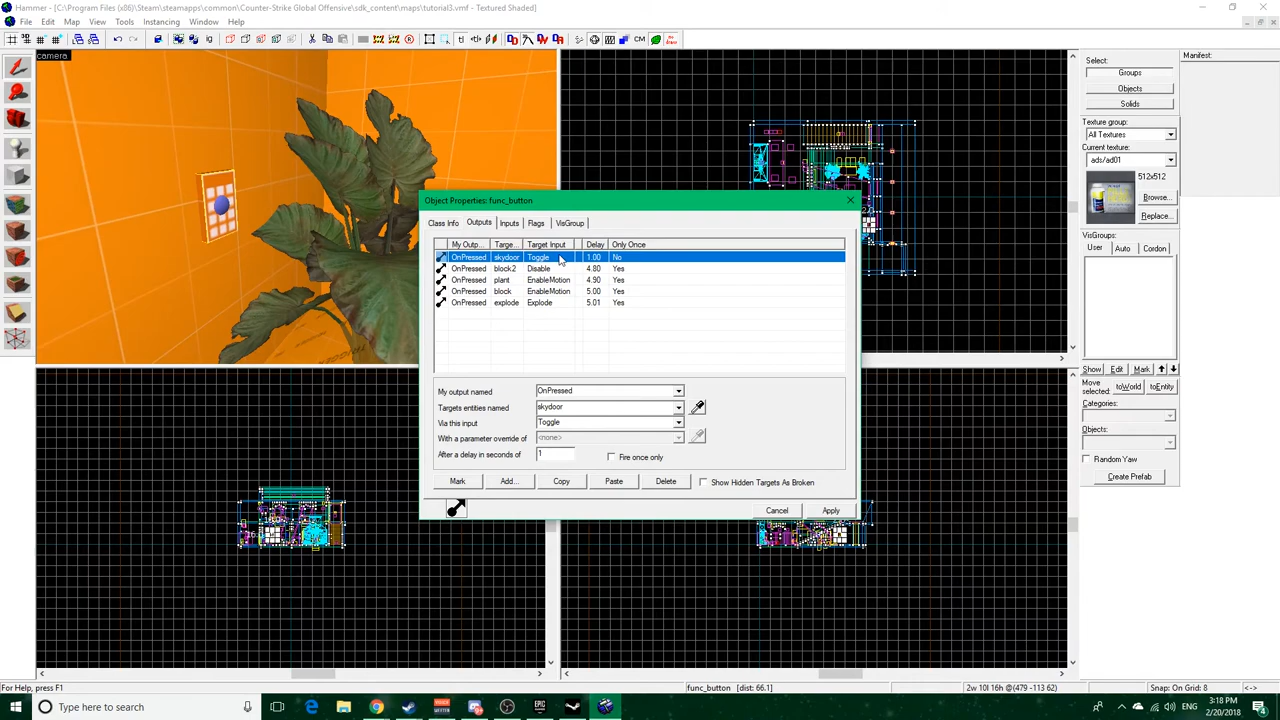 Hammer - [C:\Program Files (x86)\Steam\steamapps\common\Counter-Strike Global Offensive\sdk_content\maps\tutorial3.vmf - Textured Shaded]
File Edit Map View Tools Instancing Window Help
CM
camera
Object Properties: func_button
Class Info Outputs Inputs Flags VisGroup
My Outp... Targe... Target Input Delay Only Once
OnPressed skydoor Toggle 1.00 No
OnPressed block2 Disable 4.80 Yes
OnPressed plant EnableMotion 4.90 Yes
OnPressed block EnableMotion 5.00 Yes
OnPressed explode Explode 5.01 Yes
My output named OnPressed
Targets entities named skydoor
Via this input Toggle
With a parameter override of <none>
After a delay in seconds of 1 Fire once only
Mark Add... Copy Paste Delete Show Hidden Targets As Broken
Cancel Apply
Select:
Groups
Objects
Solids
Texture group:
All Textures
Current texture:
ads/ad01
512x512
Browse...
Replace...
VisGroups:
User Auto Cordon
Show Edit Mark
Move selected: toWorld toEntity
Categories:
Objects:
Random Yaw
Create Prefab
Manifest:
For Help, press F1
func_button [dist: 66.1]
2w 10l 16h @(479 -113 62)
Snap: On Grid: 8
<->
Type here to search
ENG
3:18 PM
2/20/2018